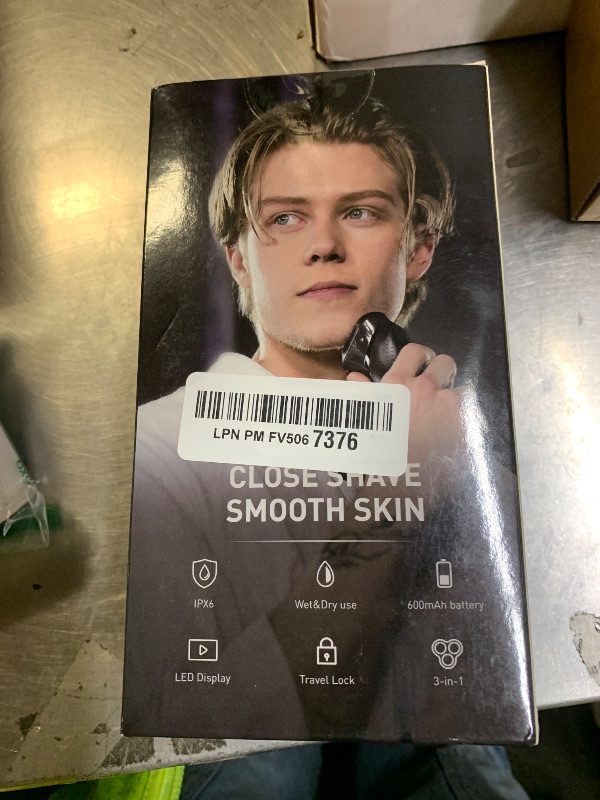 LPN PM FV506 7376
CLOSE SHAVE
SMOOTH SKIN
IPX6
Wet&Dry use
600mAh battery
LED Display
Travel Lock
3-in-1